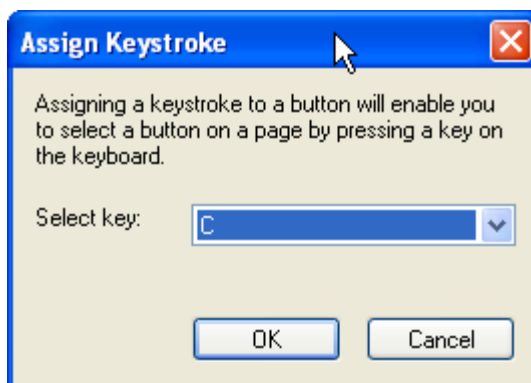 Assign Keystroke
Assigning a keystroke to a button will enable you
to select a button on a page by pressing a key on
the keyboard.
Select key:
C
OK
Cancel